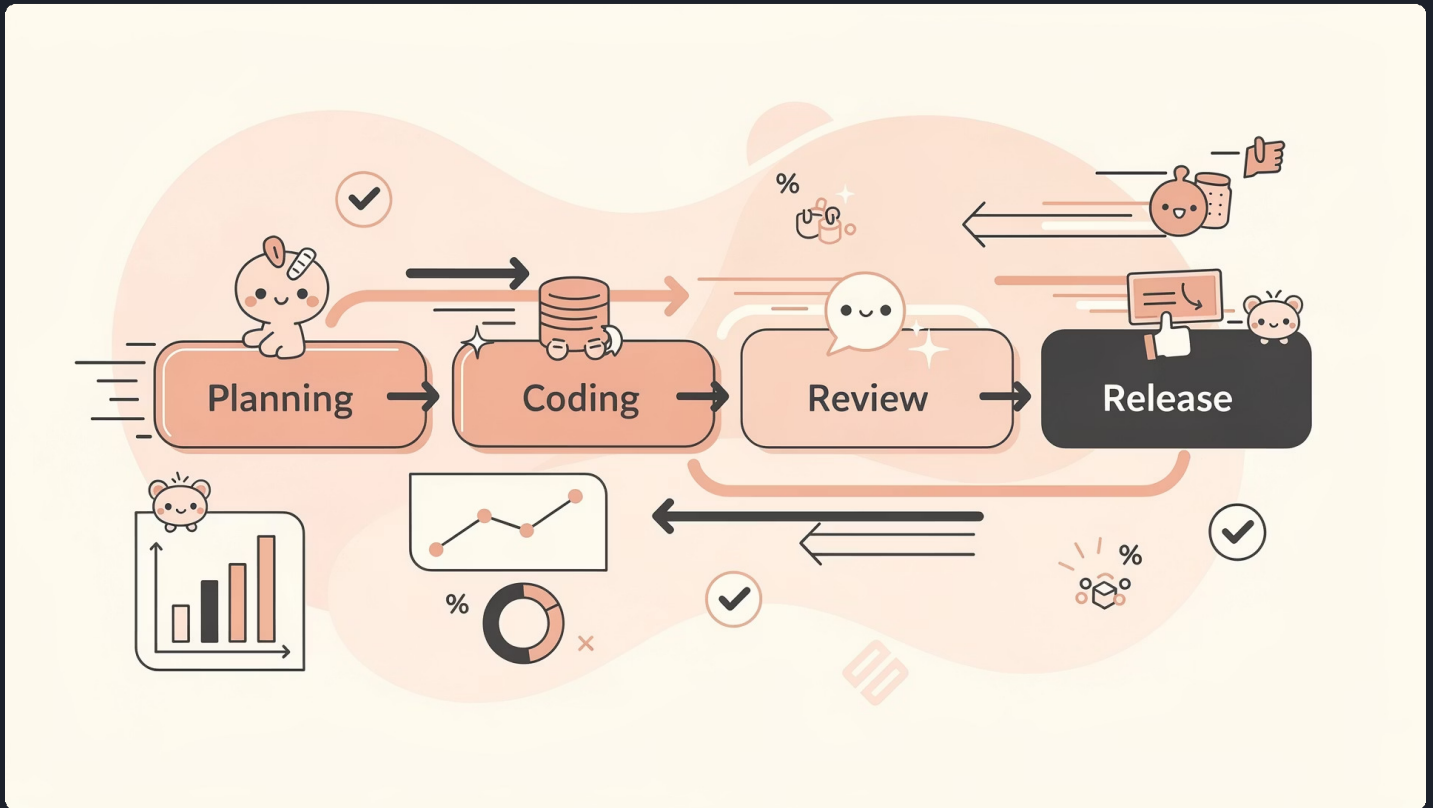 %
Planning
Coding
Review
Release
%
%